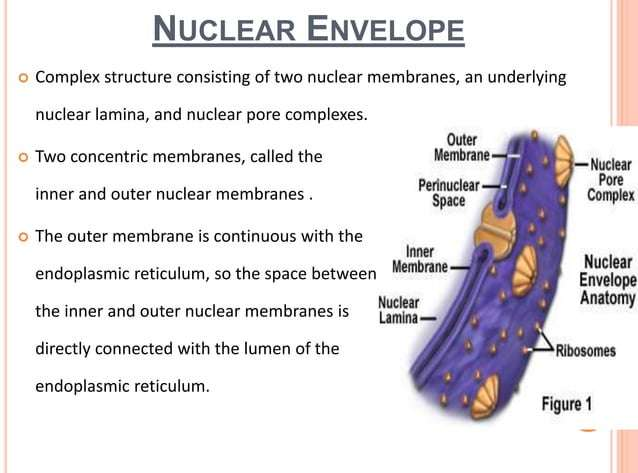 NUCLEAR ENVELOPE
Complex structure consisting of two nuclear membranes, an underlying
nuclear lamina, and nuclear pore complexes.
Two concentric membranes, called the
inner and outer nuclear membranes .
The outer membrane is continuous with the
endoplasmic reticulum, so the space between
the inner and outer nuclear membranes is
directly connected with the lumen of the
endoplasmic reticulum.
Outer
Membrane
Perinuclear
Space
Inner
Membrane
Nuclear
Lamina
Nuclear
Pore
Complex
Nuclear
Envelope
Anatomy
Ribosomes
Figure 1